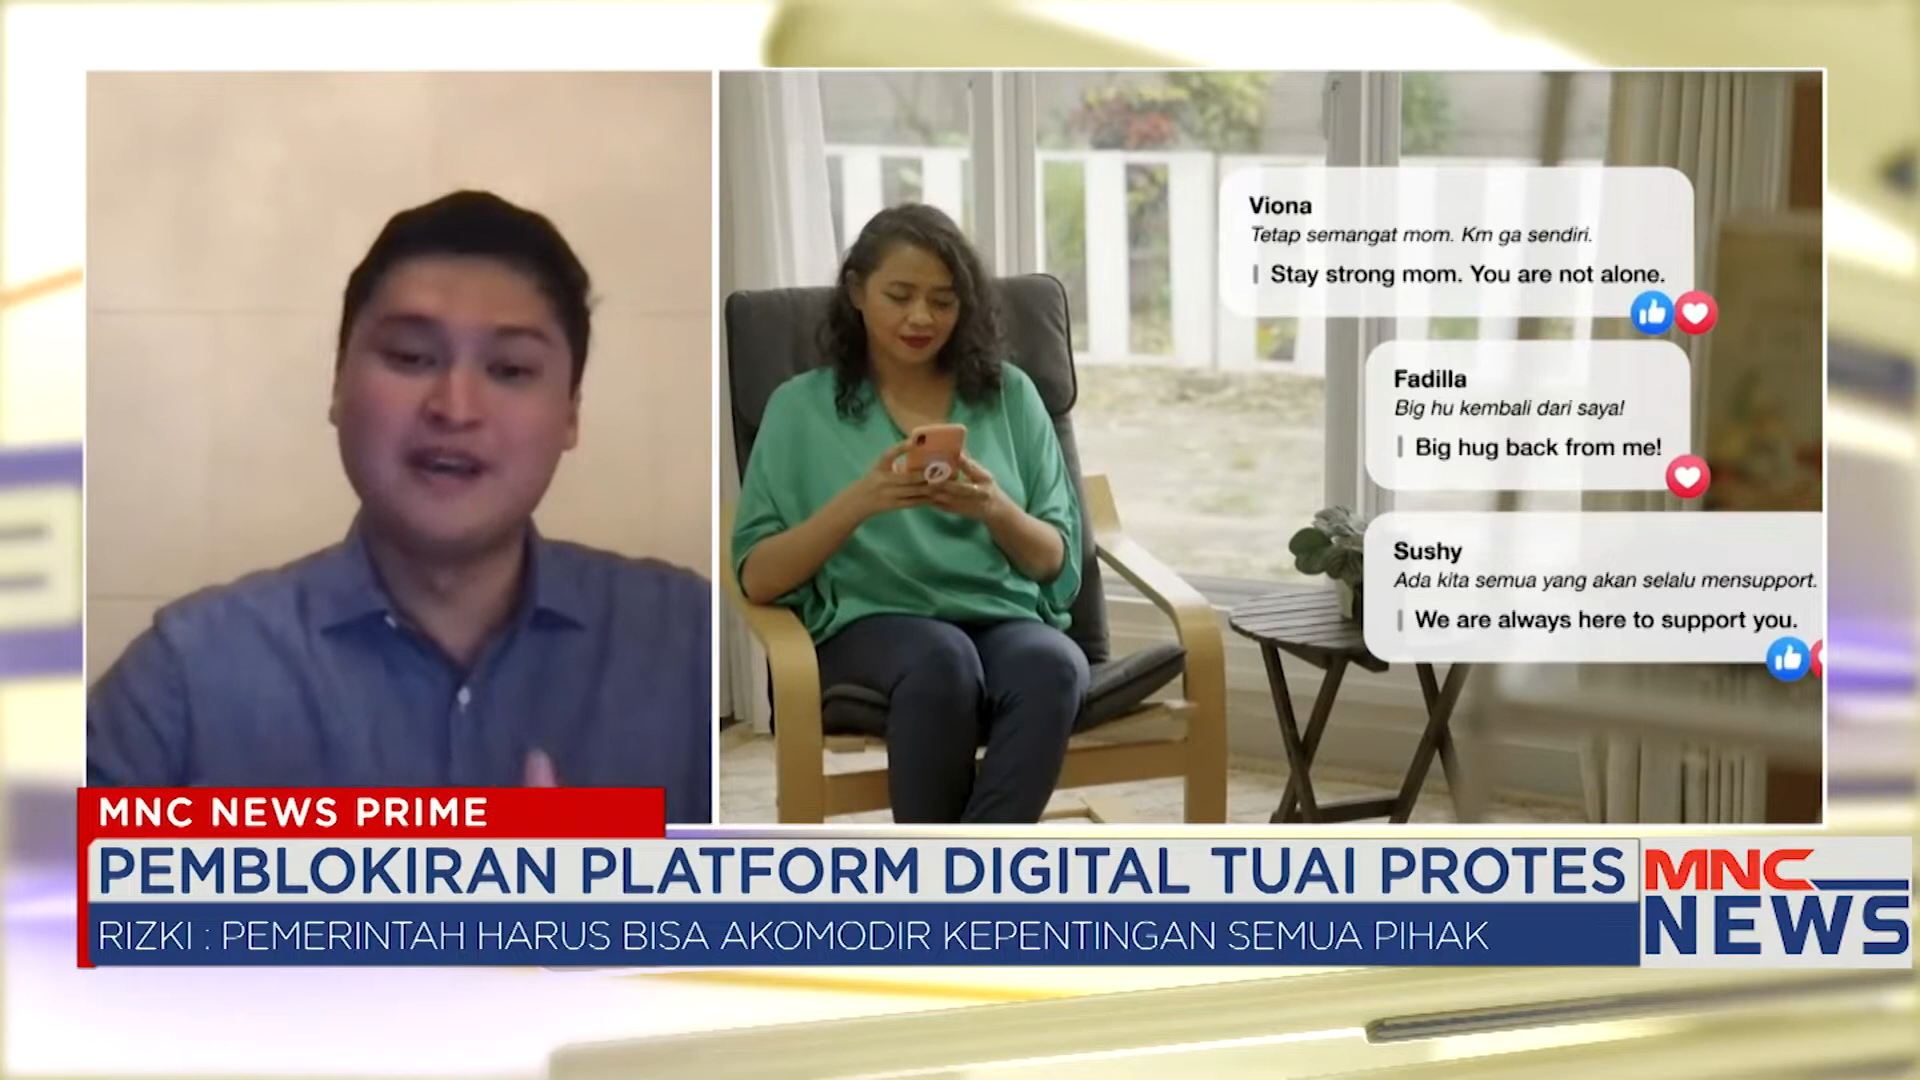 Viona
Tetap semangat mom. Km ga sendiri.
Stay strong mom. You are not alone.
Fadilla
Big hu kembali dari saya!
Big hug back from me!
Sushy
Ada kita semua yang akan selalu mensupport.
We are always here to support you.
MNC NEWS PRIME
PEMBLOKIRAN PLATFORM DIGITAL TUAI PROTES
RIZKI : PEMERINTAH HARUS BISA AKOMODIR KEPENTINGAN SEMUA PIHAK
MNC
NEWS